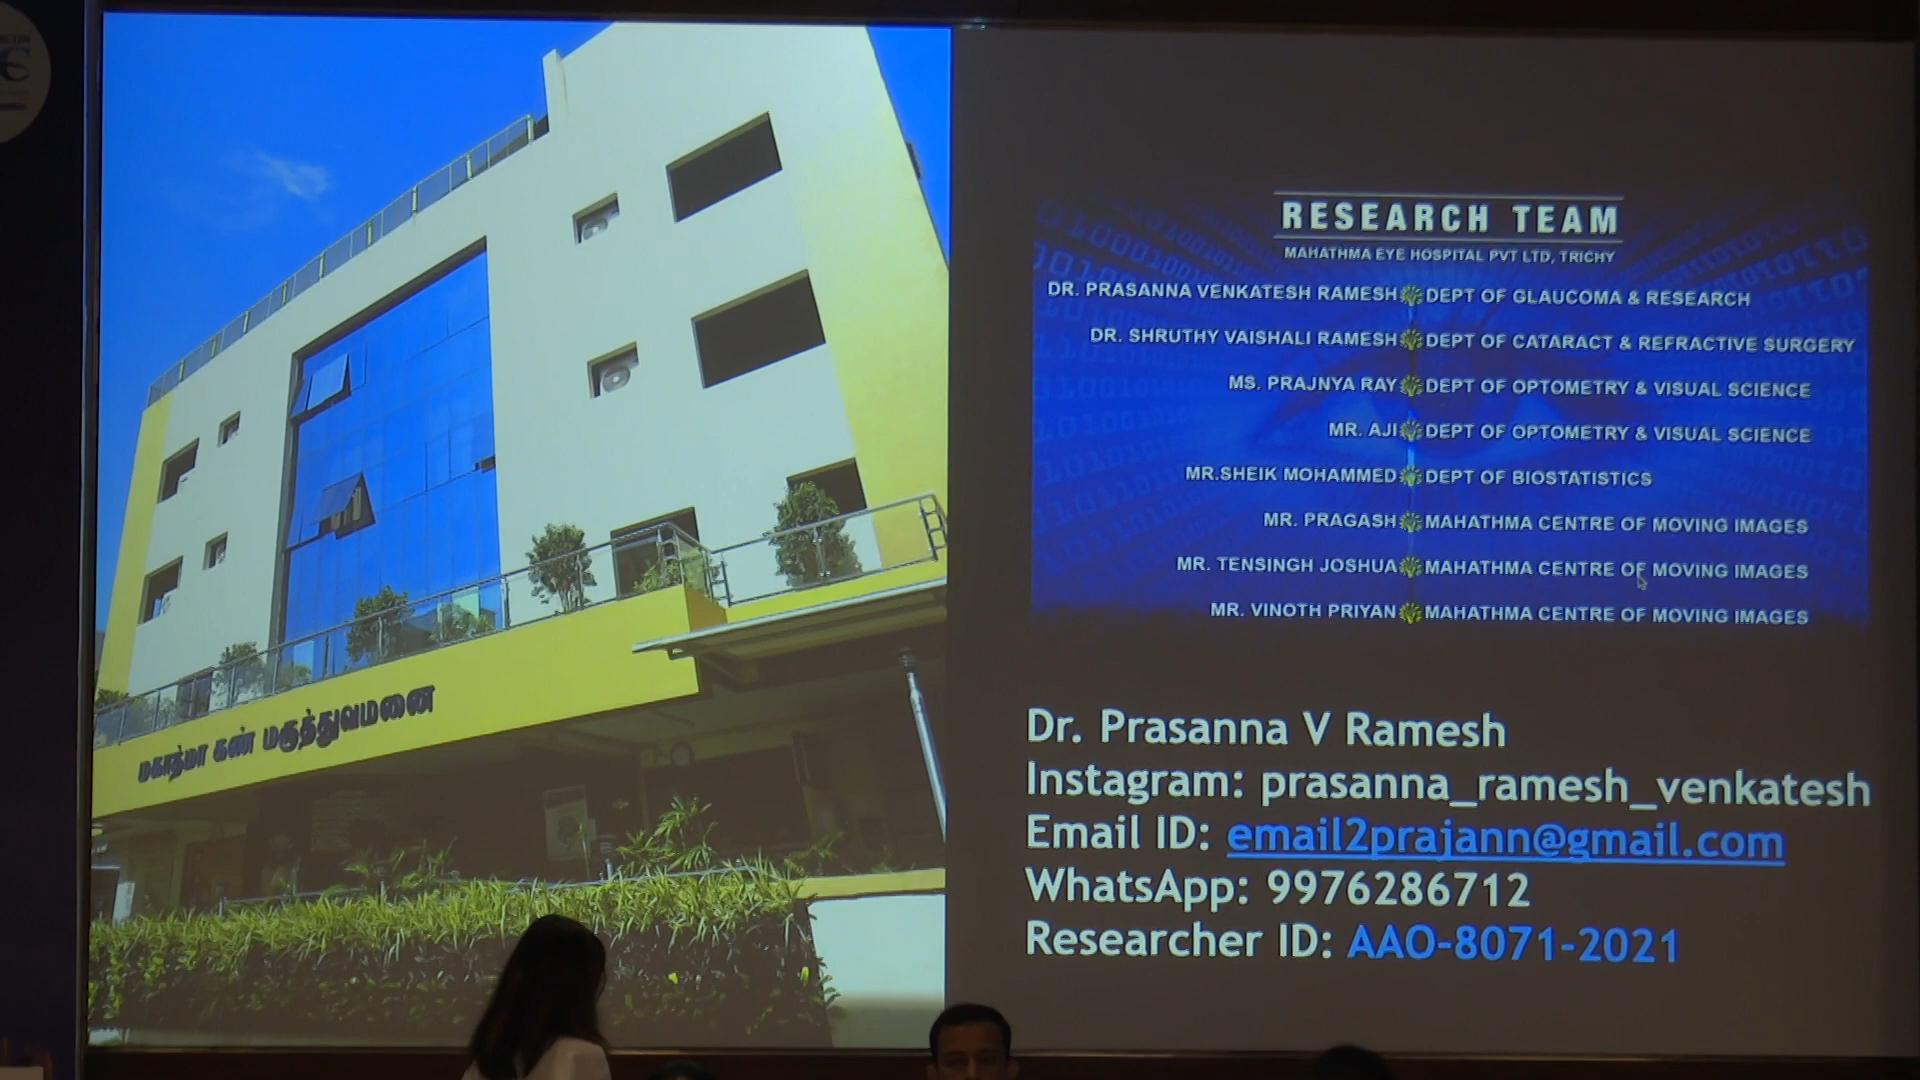 மகாத்மா கண் மருத்துவமனை
RESEARCH TEAM
MAHATHMA EYE HOSPITAL PVT LTD, TRICHY
DR. PRASANNA VENKATESH RAMESH DEPT OF GLAUCOMA & RESEARCH
DR. SHRUTHY VAISHALI RAMESH DEPT OF CATARACT & REFRACTIVE SURGERY
MS. PRAJNYA RAY DEPT OF OPTOMETRY & VISUAL SCIENCE
MR. AJI DEPT OF OPTOMETRY & VISUAL SCIENCE
MR.SHEIK MOHAMMED DEPT OF BIOSTATISTICS
MR. PRAGASH MAHATHMA CENTRE OF MOVING IMAGES
MR. TENSINGH JOSHUA MAHATHMA CENTRE OF MOVING IMAGES
MR. VINOTH PRIYAN MAHATHMA CENTRE OF MOVING IMAGES
Dr. Prasanna V Ramesh
Instagram: prasanna_ramesh_venkatesh
Email ID: email2prajann@gmail.com
WhatsApp: 9976286712
Researcher ID: AAO-8071-2021